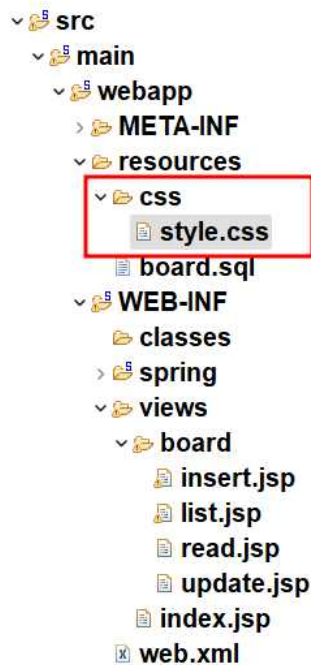 src
main
webapp
META-INF
resources
css
style.css
board.sql
WEB-INF
classes
spring
views
board
insert.jsp
list.jsp
read.jsp
update.jsp
index.jsp
web.xml